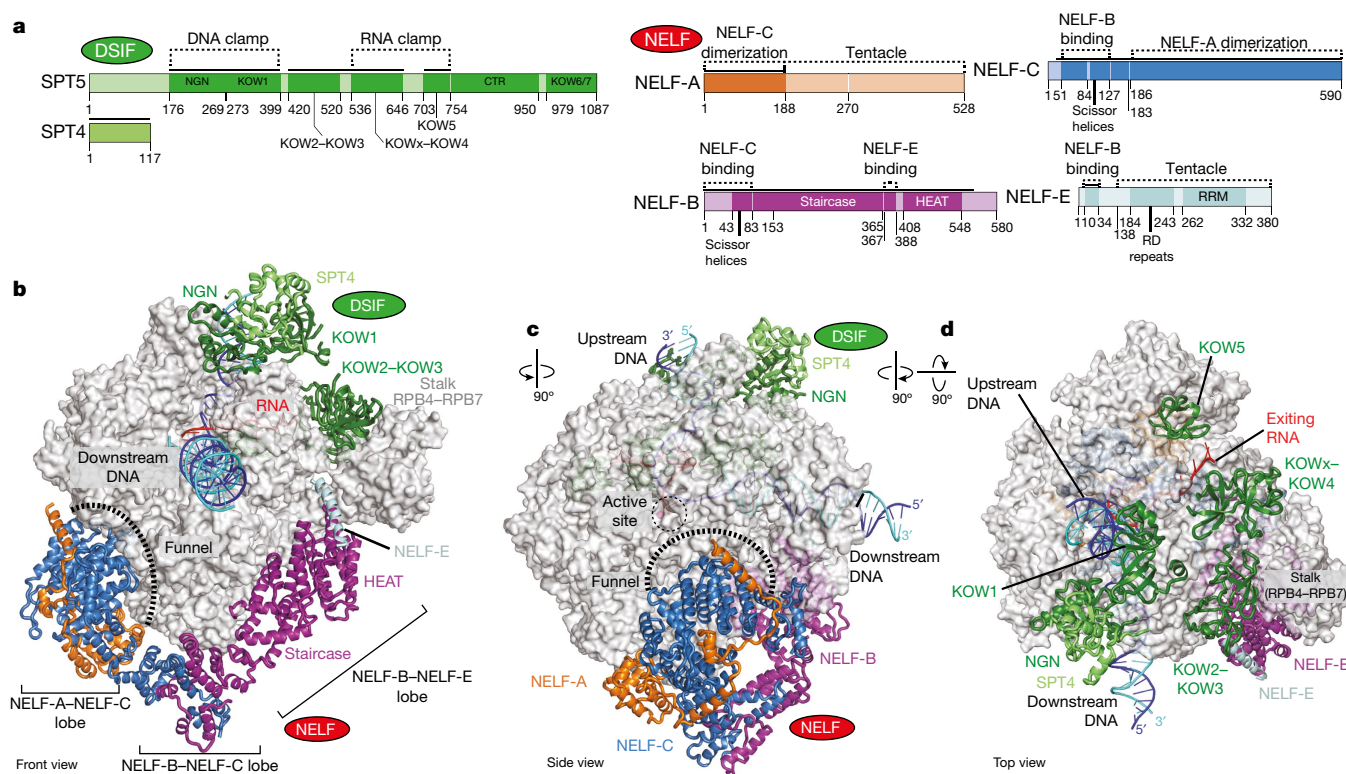 a
DSIF
DNA clamp
RNA clamp
SPT5
NGN
KOW1
CTR
KOW6/7
1
176
269
273
399
420
520
536
646
703
754
950
979
1087
KOW5
KOW2–KOW3
KOWx–KOW4
SPT4
1
117
NELF
NELF-C
dimerization
Tentacle
NELF-A
1
188
270
528
NELF-B
binding
NELF-A dimerization
NELF-C
1
51
84
127
186
183
590
Scissor
helices
NELF-C
binding
NELF-E
binding
NELF-B
Staircase
HEAT
1
43
83
153
365
367
388
408
548
580
Scissor
helices
NELF-B
binding
Tentacle
NELF-E
RRM
1
10
34
138
184
243
262
332
380
RD
repeats
b
SPT4
NGN
DSIF
KOW1
KOW2–KOW3
Stalk
RPB4–RPB7
RNA
Downstream
DNA
Funnel
NELF-E
HEAT
Staircase
NELF-B–NELF-E
lobe
NELF-A–NELF-C
lobe
NELF
NELF-B–NELF-C lobe
Front view
90º
c
Upstream
DNA
3′
5′
DSIF
SPT4
NGN
Active
site
5′
3′
Downstream
DNA
Funnel
NELF-B
NELF-A
NELF-C
NELF
Side view
90º
90º
d
KOW5
Upstream
DNA
Exiting
RNA
KOWx–
KOW4
KOW1
Stalk
(RPB4–RPB7)
NGN
SPT4
KOW2–
KOW3
NELF-B
NELF-E
Downstream
DNA
3′
5′
Top view